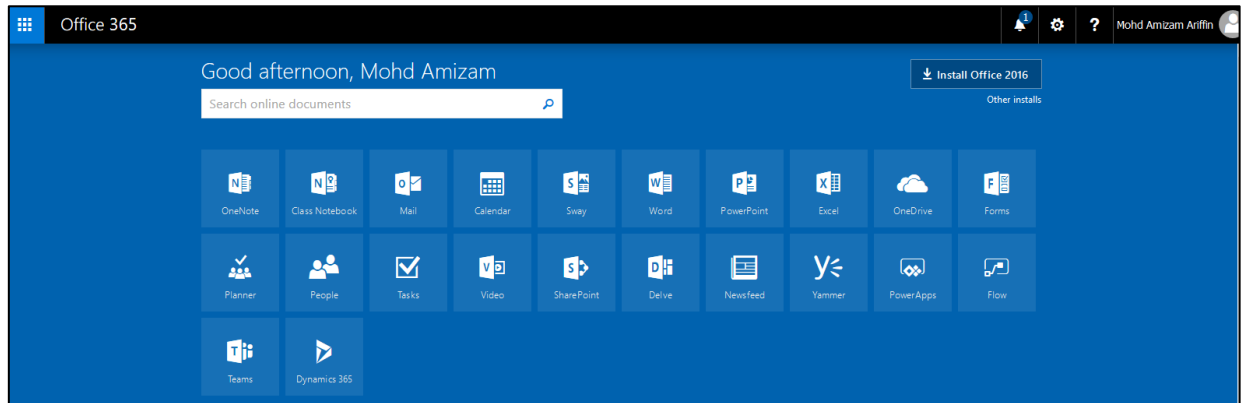 Office 365 1 ? Mohd Amizam Ariffin
Good afternoon, Mohd Amizam
Install Office 2016
Search online documents
Other installs
OneNote Class Notebook Mail Calendar Sway Word PowerPoint Excel OneDrive Forms
Planner People Tasks Video SharePoint Delve Newsfeed Yammer PowerApps Flow
Teams Dynamics 365